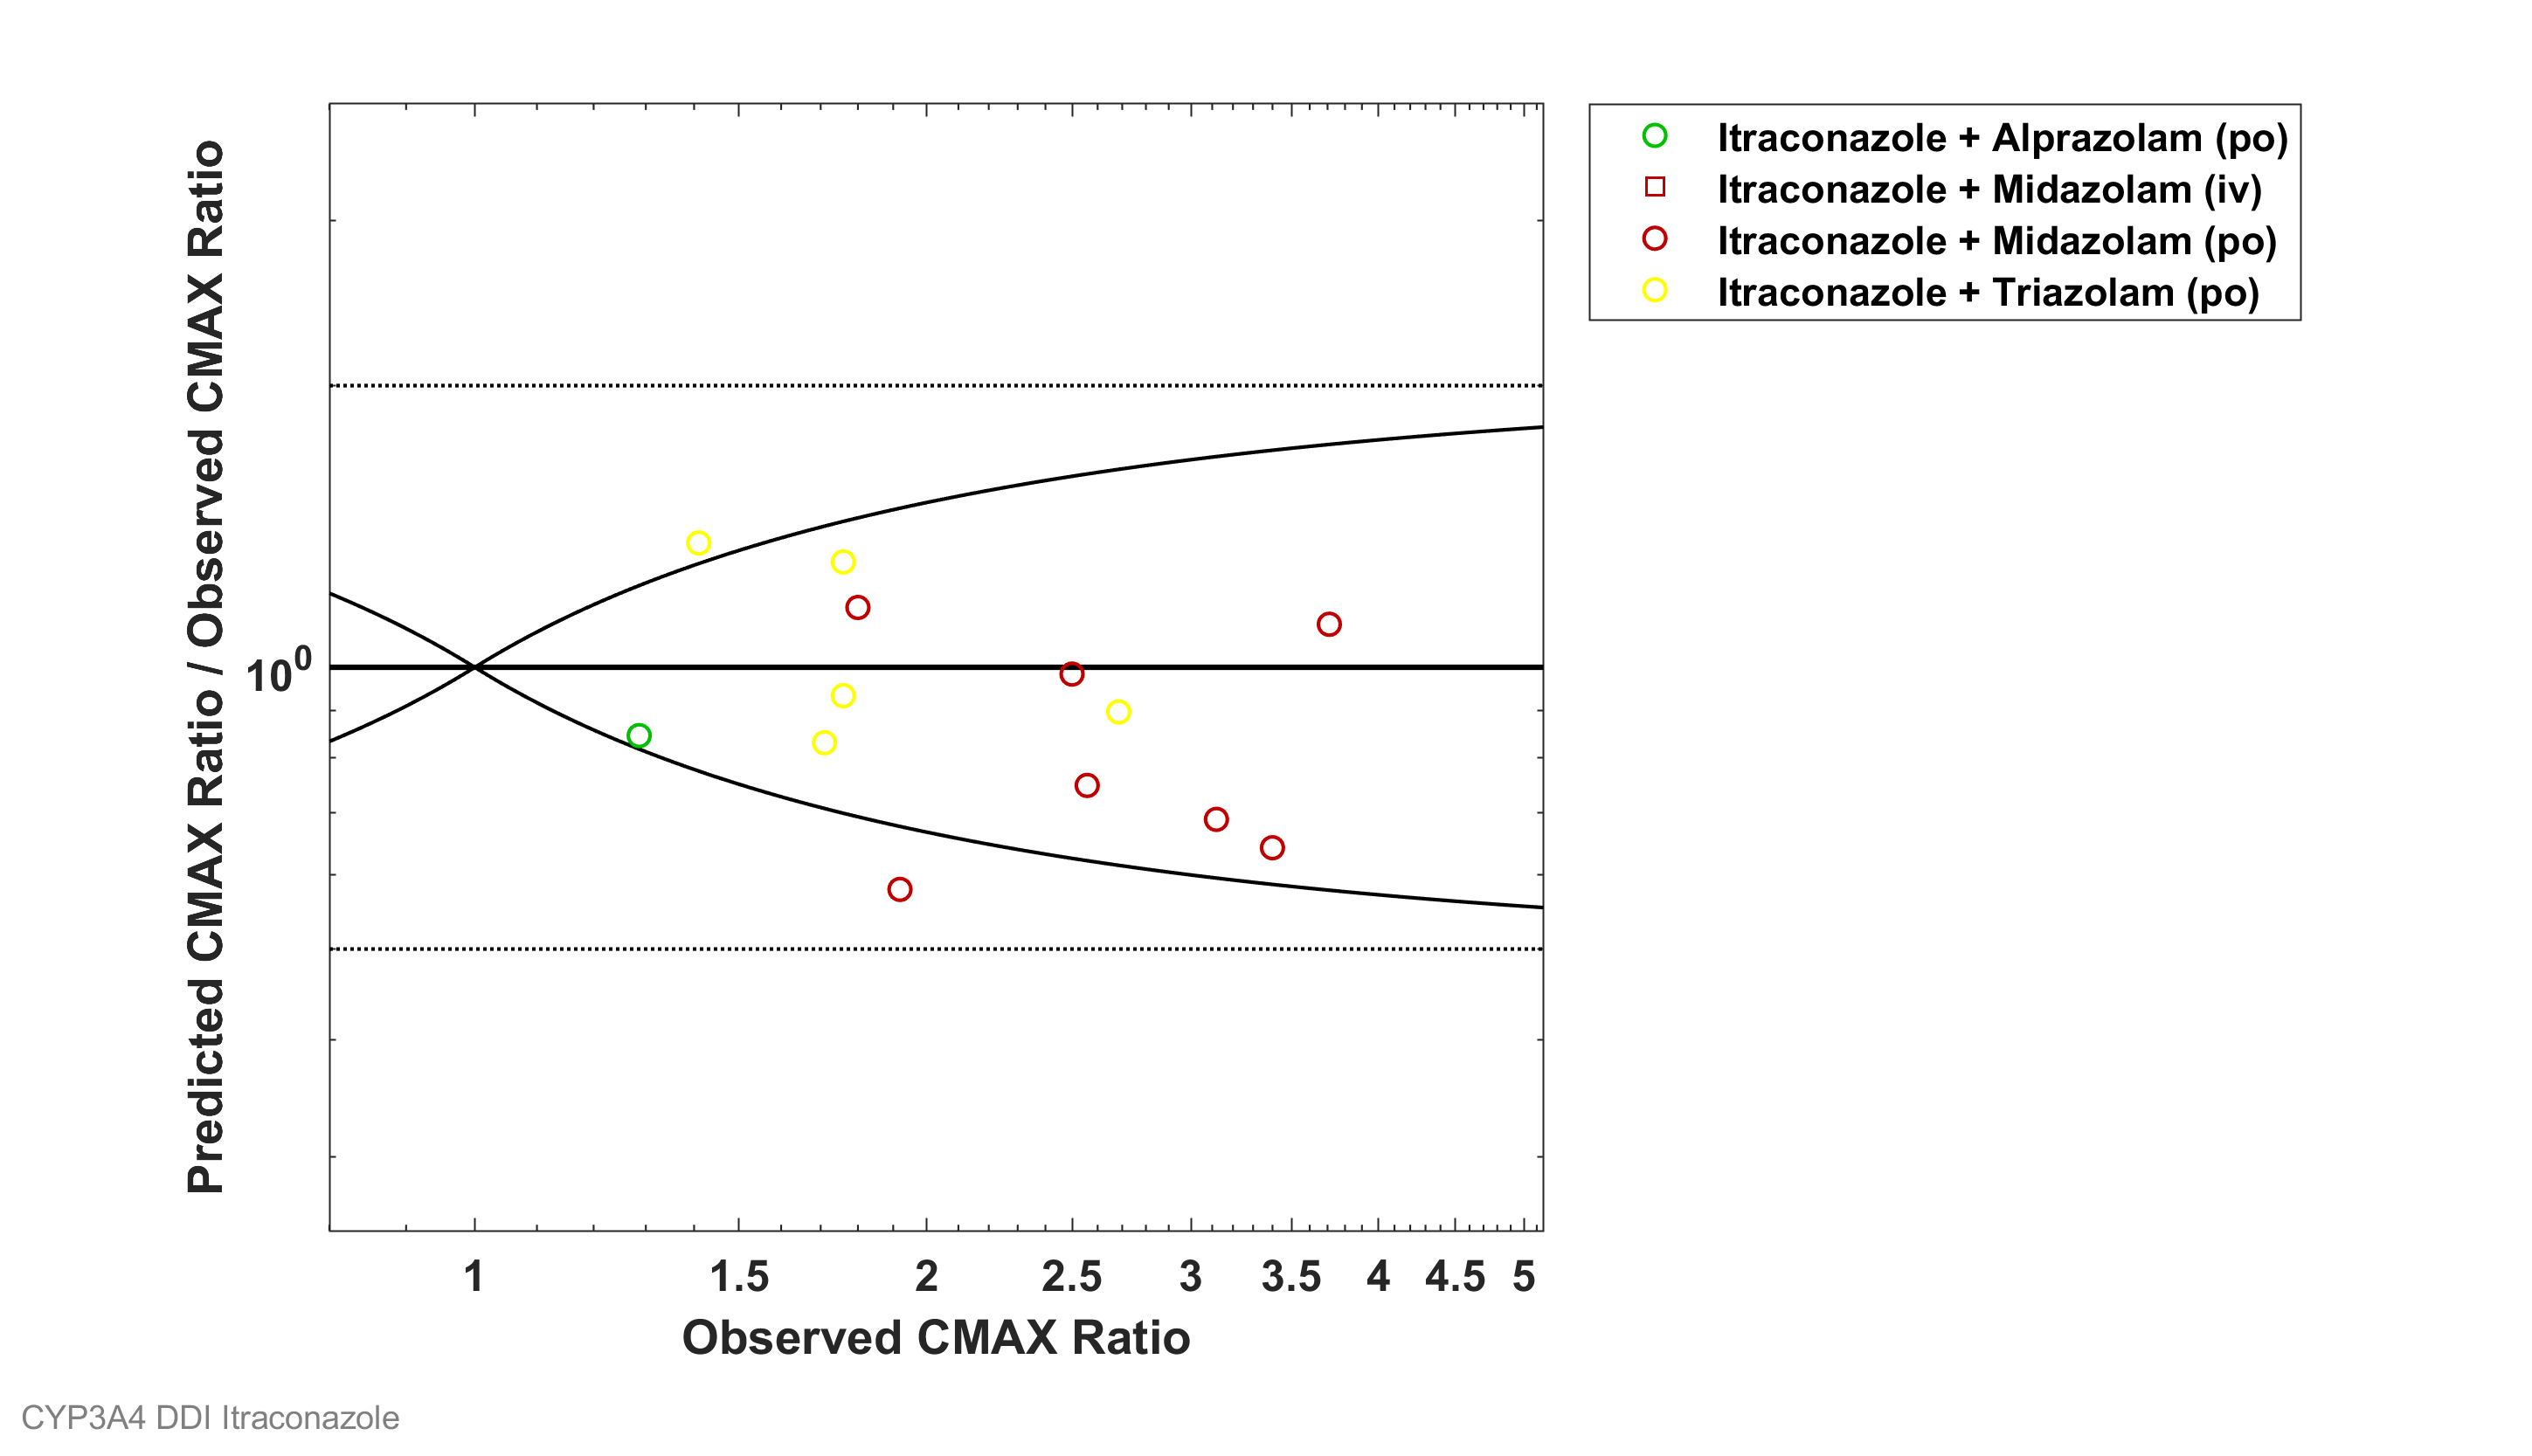 Itraconazole + Alprazolam (po)
Itraconazole + Midazolam (iv)
Itraconazole + Midazolam (po)
Itraconazole + Triazolam (po)
Predicted CMAX Ratio / Observed CMAX Ratio
10^0
1 1.5 2 2.5 3 3.5 4 4.5 5
Observed CMAX Ratio
CYP3A4 DDI Itraconazole